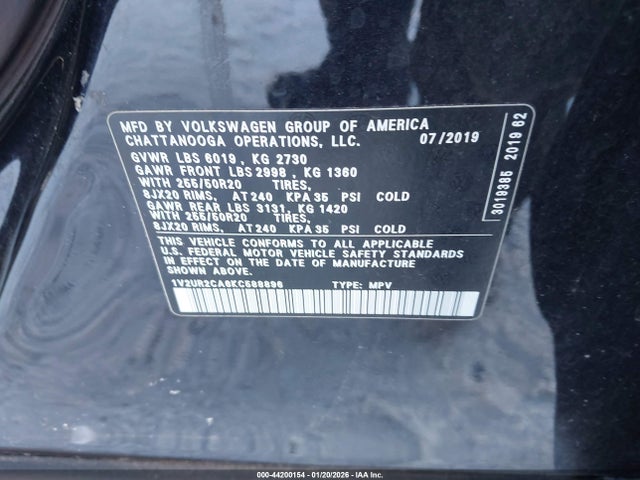 MFD BY VOLKSWAGEN GROUP OF AMERICA
CHATTANOOGA OPERATIONS, LLC. 07/2019
GVWR LBS 6019 , KG 2730
GAWR FRONT LBS 2998 , KG 1360
WITH 255/50R20 TIRES,
8JX20 RIMS, AT 240 KPA 35 PSI COLD
GAWR REAR LBS 3131, KG 1420
WITH 255/50R20 TIRES,
8JX20 RIMS, AT 240 KPA 35 PSI COLD
THIS VEHICLE CONFORMS TO ALL APPLICABLE
U.S. FEDERAL MOTOR VEHICLE SAFETY STANDARDS
IN EFFECT ON THE DATE OF MANUFACTURE
SHOWN ABOVE.
1V2UR2CA8KC588896 TYPE: MPV
3019385 2019 62
000-44200154 | 01/20/2026 | IAA Inc.